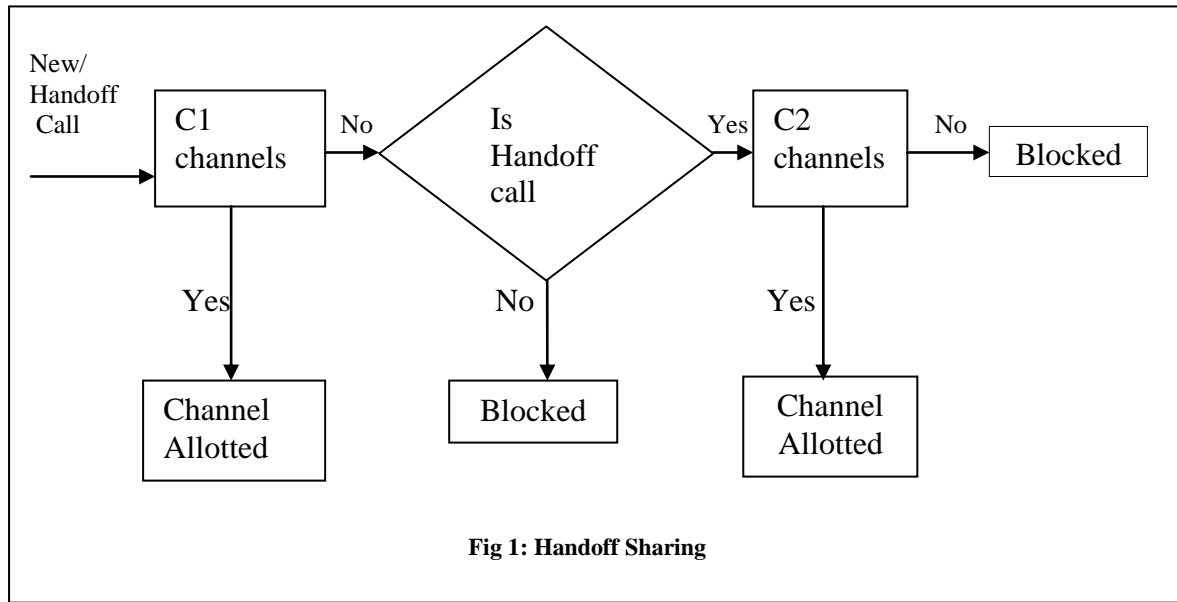 New/
Handoff
Call
C1
channels
No
Is
Handoff
call
Yes
C2
channels
No
Blocked
Yes
No
Yes
Channel
Allotted
Blocked
Channel
Allotted
Fig 1: Handoff Sharing